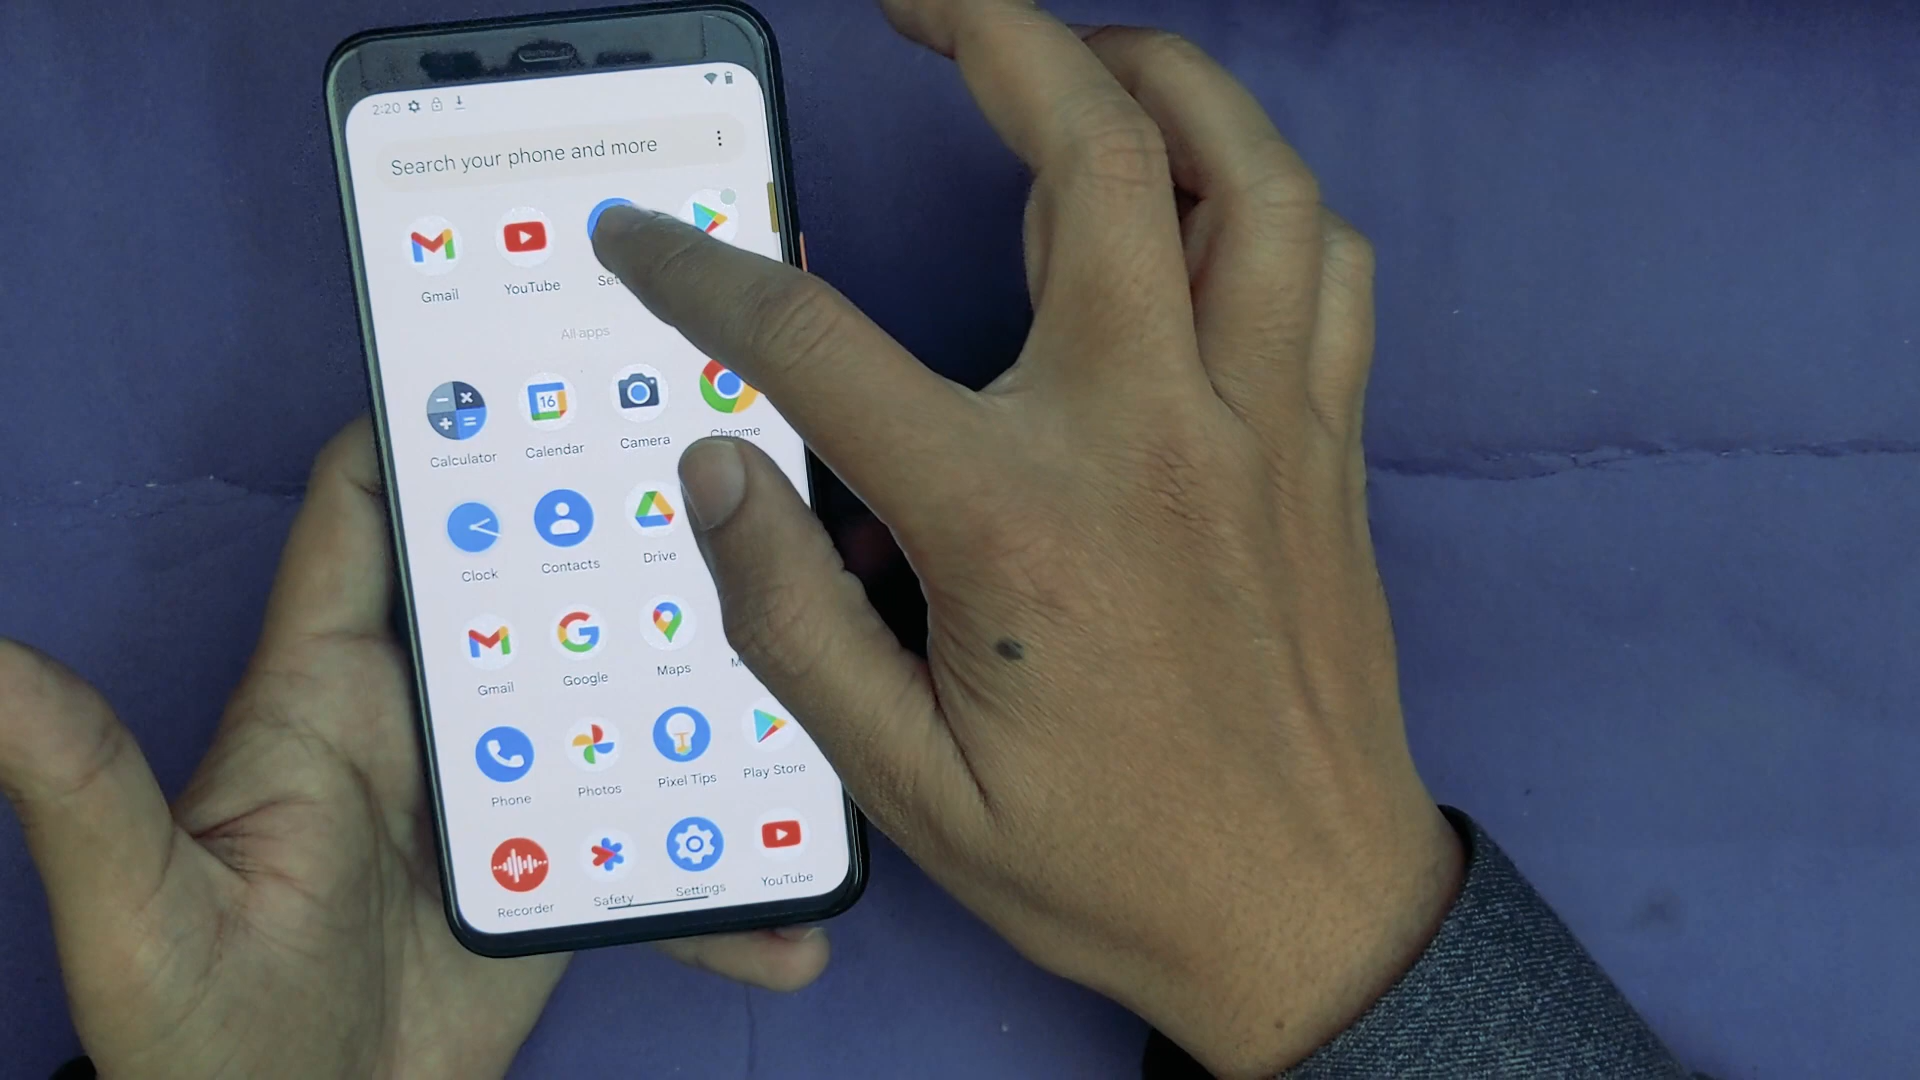 2:20
Search your phone and more
Gmail YouTube Set
All apps
16
Calculator Calendar Camera Chrome
Clock Contacts Drive
Gmail Google Maps M
Phone Photos Pixel Tips Play Store
Recorder Safety Settings YouTube